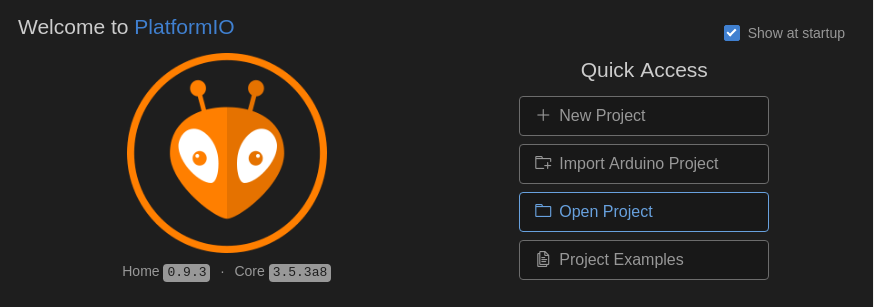 Welcome to PlatformIO
Show at startup
Quick Access
New Project
Import Arduino Project
Open Project
Project Examples
Home 0.9.3 · Core 3.5.3a8